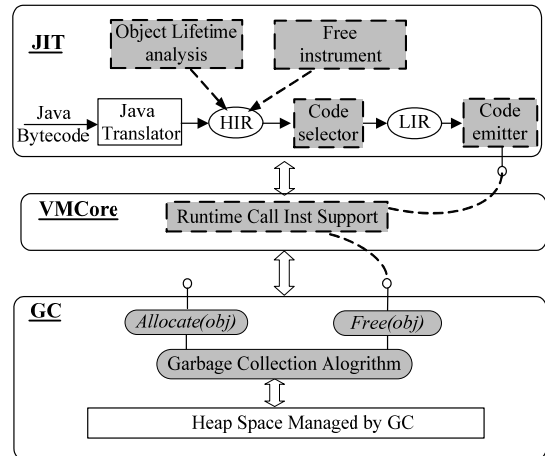 JIT
Object Lifetime
analysis
Free
instrument
Java
Bytecode
Java
Translator
HIR
Code
selector
LIR
Code
emitter
VMCore
Runtime Call Inst Support
GC
Allocate(obj)
Free(obj)
Garbage Collection Alogrithm
Heap Space Managed by GC